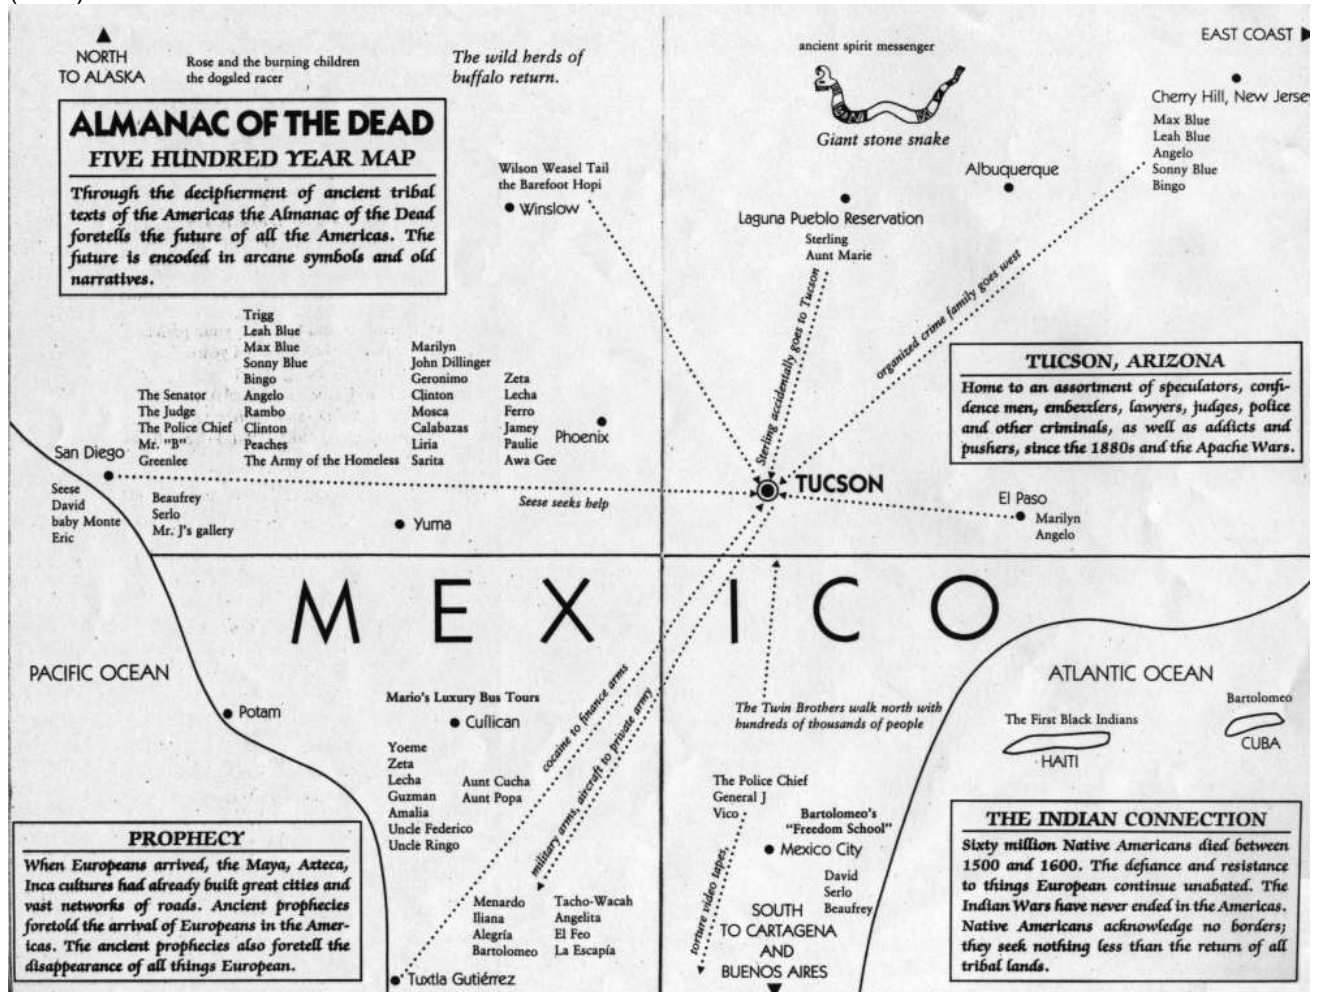 NORTH
TO ALASKA
Rose and the burning children
the dogsled racer
The wild herds of
buffalo return.
ancient spirit messenger
Giant stone snake
EAST COAST
Cherry Hill, New Jersey
Max Blue
Leah Blue
Angelo
Sonny Blue
Bingo
ALMANAC OF THE DEAD
FIVE HUNDRED YEAR MAP
Through the decipherment of ancient tribal
texts of the Americas the Almanac of the Dead
foretells the future of all the Americas. The
future is encoded in arcane symbols and old
narratives.
Wilson Weasel Tail
the Barefoot Hopi
Winslow
Albuquerque
Laguna Pueblo Reservation
Sterling
Aunt Marie
Sterling accidentally goes to Tucson
organized crime family goes west
TUCSON, ARIZONA
Home to an assortment of speculators, confi-
dence men, embezzlers, lawyers, judges, police
and other criminals, as well as addicts and
pushers, since the 1880s and the Apache Wars.
The Senator
The Judge
The Police Chief
Mr. "B"
Greenlee
Trigg
Leah Blue
Max Blue
Sonny Blue
Bingo
Angelo
Rambo
Clinton
Peaches
The Army of the Homeless
Marilyn
John Dillinger
Geronimo
Clinton
Mosca
Calabazas
Liria
Sarita
Zeta
Lecha
Ferro
Jamey
Paulie
Awa Gee
Phoenix
San Diego
Seese
David
baby Monte
Eric
Beaufrey
Serlo
Mr. J's gallery
Yuma
Seese seeks help
TUCSON
El Paso
Marilyn
Angelo
MEXICO
PACIFIC OCEAN
Potam
Mario's Luxury Bus Tours
Culican
Yoeme
Zeta
Lecha
Guzman
Amalia
Uncle Federico
Uncle Ringo
Aunt Cucha
Aunt Popa
cocaine to finance arms
military arms, aircraft to private army
The Twin Brothers walk north with
hundreds of thousands of people
ATLANTIC OCEAN
The First Black Indians
HAITI
Bartolomeo
CUBA
The Police Chief
General J
Vico
torture video tapes,
Bartolomeo's
"Freedom School"
Mexico City
David
Serlo
Beaufrey
SOUTH
TO CARTAGENA
AND
BUENOS AIRES
Menardo
Iliana
Alegría
Bartolomeo
Tacho-Wacah
Angelita
El Feo
La Escapía
Tuxtla Gutiérrez
PROPHECY
When Europeans arrived, the Maya, Azteca,
Inca cultures had already built great cities and
vast networks of roads. Ancient prophecies
foretold the arrival of Europeans in the Amer-
icas. The ancient prophecies also foretell the
disappearance of all things European.
THE INDIAN CONNECTION
Sixty million Native Americans died between
1500 and 1600. The defiance and resistance
to things European continue unabated. The
Indian Wars have never ended in the Americas.
Native Americans acknowledge no borders;
they seek nothing less than the return of all
tribal lands.